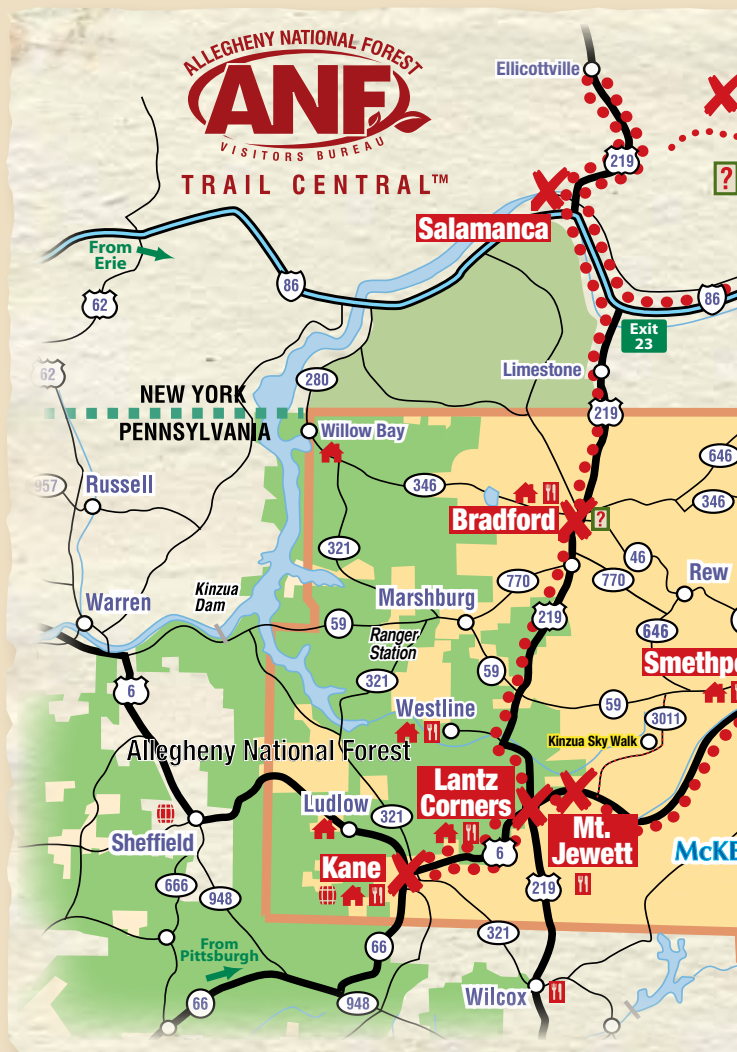 ALLEGHENY NATIONAL FOREST
ANF
VISITORS BUREAU
TRAIL CENTRAL™
Ellicottville
219
?
Salamanca
From
Erie
86
62
86
Exit
23
62
280
Limestone
NEW YORK
219
PENNSYLVANIA
Willow Bay
646
957
Russell
346
346
Bradford
?
321
46
Kinzua
Dam
770
770
Rew
Warren
Marshburg
219
59
Ranger
Station
646
6
321
59
Smethpo
Westline
59
3011
Allegheny National Forest
Kinzua Sky Walk
Lantz
Corners
Ludlow
321
Sheffield
Mt.
Jewett
6
McKE
Kane
666
948
219
321
From
Pittsburgh
66
66
948
Wilcox